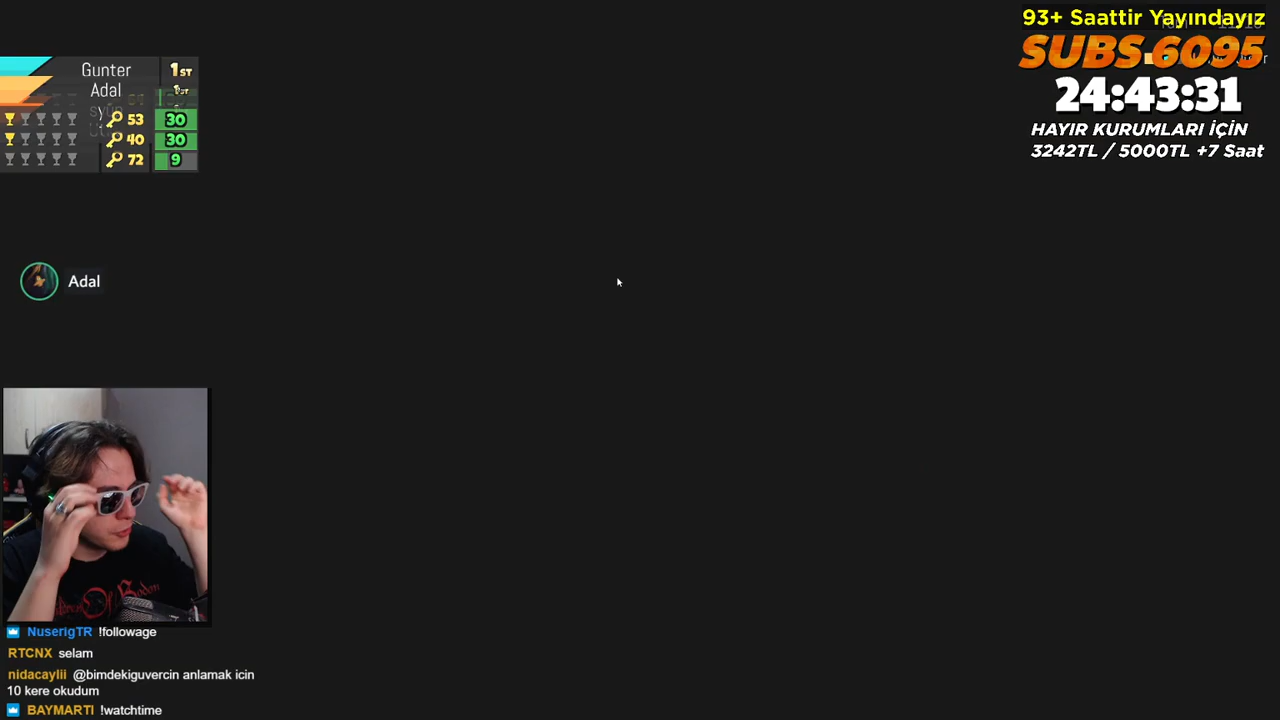 93+ Saattir Yayındayız
SUBS 6095
24:43:31
HAYIR KURUMLARI İÇİN
3242TL / 5000TL +7 Saat
Gunter 1ST
Adal 1ST
53 30
40 30
72 9
Adal
NuserigTR !followage
RTCNX selam
nidacaylii @bimdekiguvercin anlamak icin
10 kere okudum
BAYMARTI !watchtime